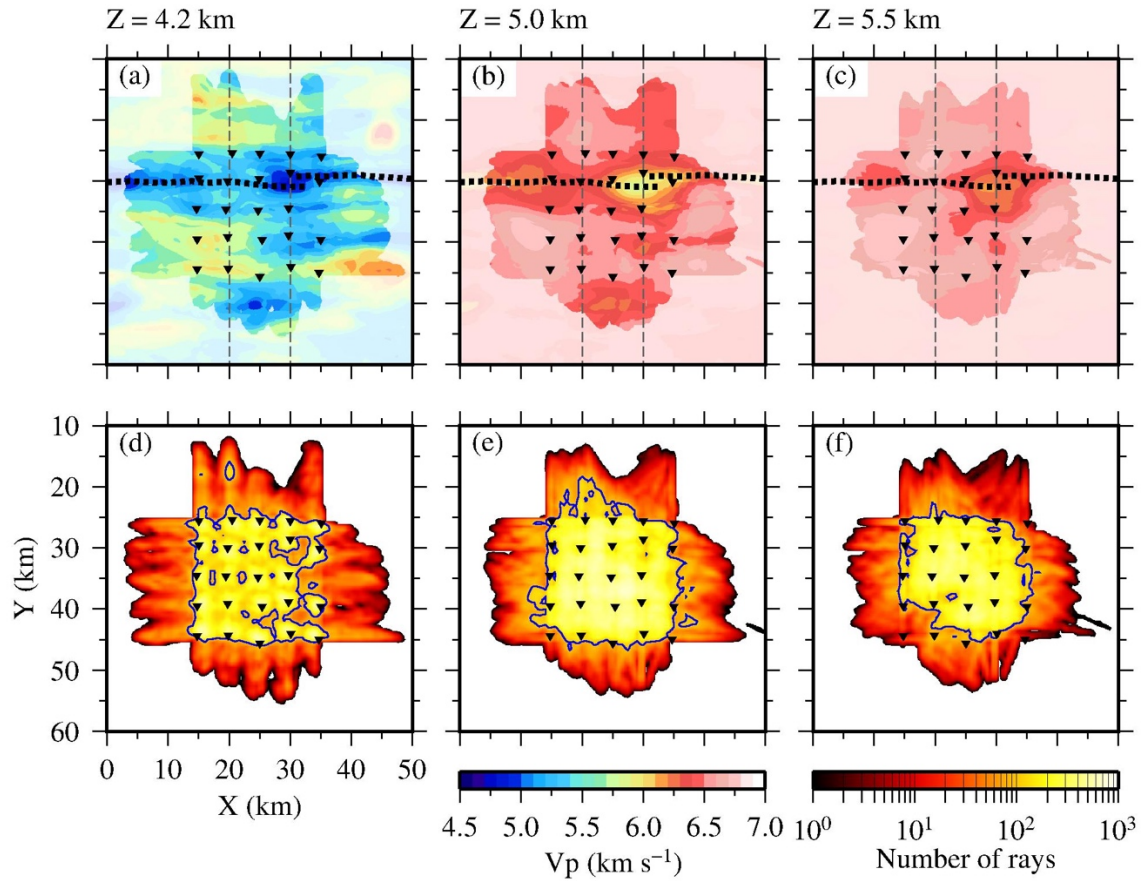 Z = 4.2 km Z = 5.0 km Z = 5.5 km
(a) (b) (c)
(d) (e) (f)
10
20
30
40
50
60
Y (km)
0 10 20 30 40 50
X (km)
4.5 5.0 5.5 6.0 6.5 7.0
Vp (km s⁻¹)
10⁰ 10¹ 10² 10³
Number of rays